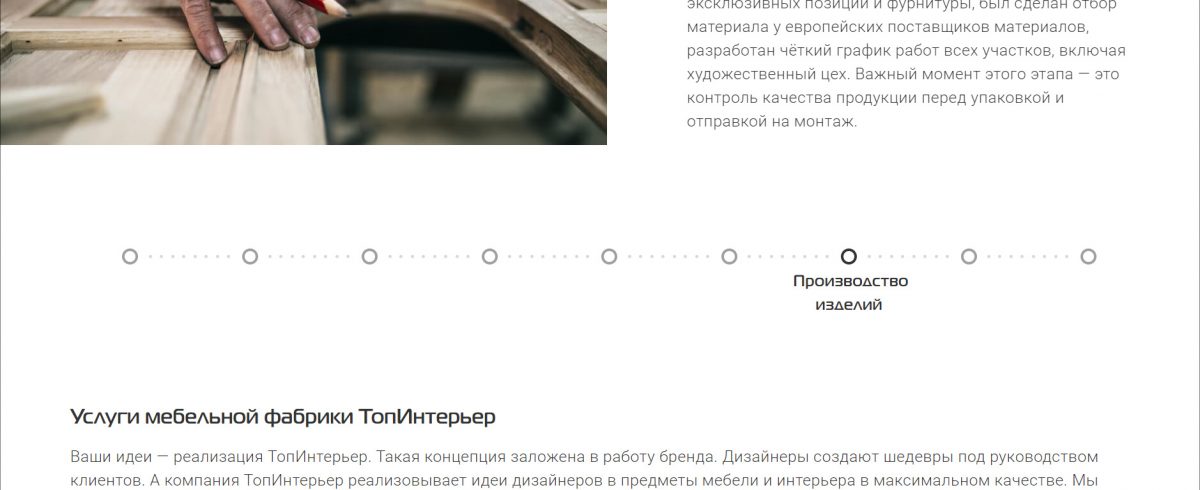 эксклюзивных позиций и фурнитуры, был сделан отбор
материала у европейских поставщиков материалов,
разработан чёткий график работ всех участков, включая
художественный цех. Важный момент этого этапа — это
контроль качества продукции перед упаковкой и
отправкой на монтаж.
Производство
изделий
Услуги мебельной фабрики ТопИнтерьер
Ваши идеи — реализация ТопИнтерьер. Такая концепция заложена в работу бренда. Дизайнеры создают шедевры под руководством
клиентов. А компания ТопИнтерьер реализовывает идеи дизайнеров в предметы мебели и интерьера в максимальном качестве. Мы